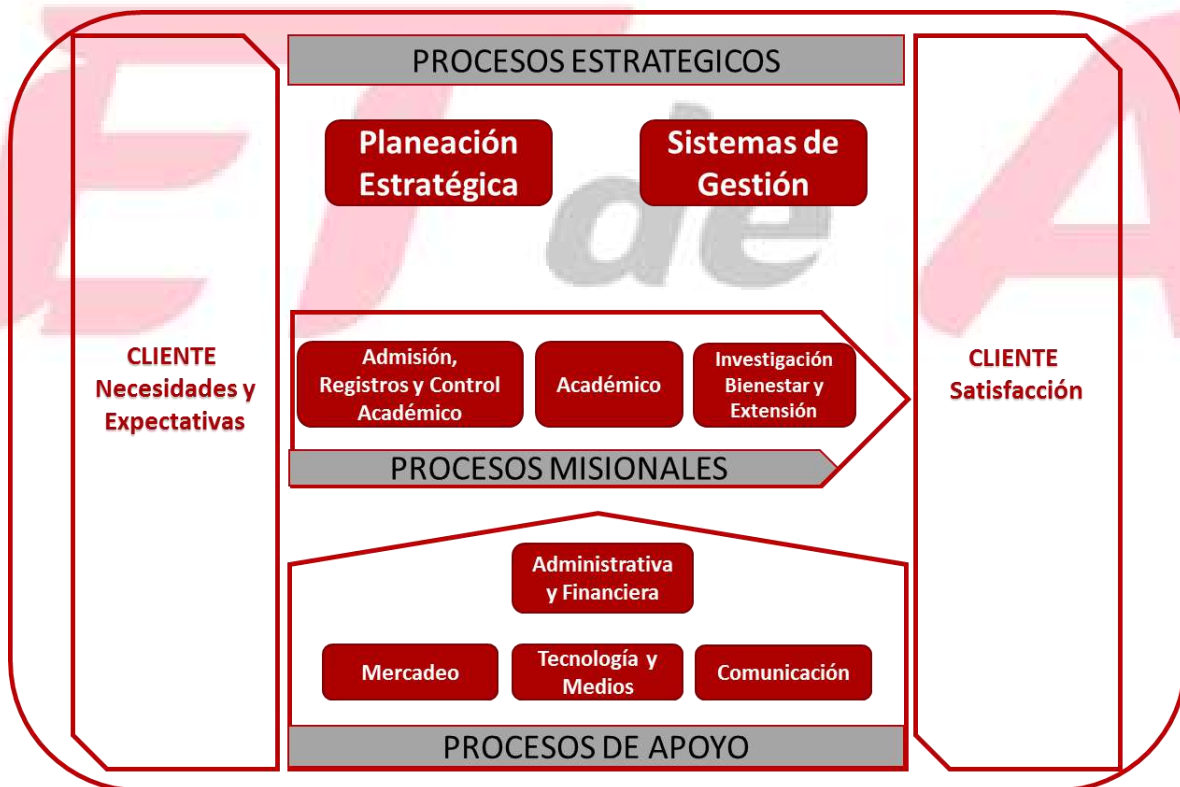 PROCESOS ESTRATEGICOS
Planeación
Estratégica
Sistemas de
Gestión
de
CLIENTE
Necesidades y
Expectativas
Admisión,
Registros y Control
Académico
Académico
Investigación
Bienestar y
Extensión
CLIENTE
Satisfacción
PROCESOS MISIONALES
Administrativa
y Financiera
Mercadeo
Tecnología y
Medios
Comunicación
PROCESOS DE APOYO